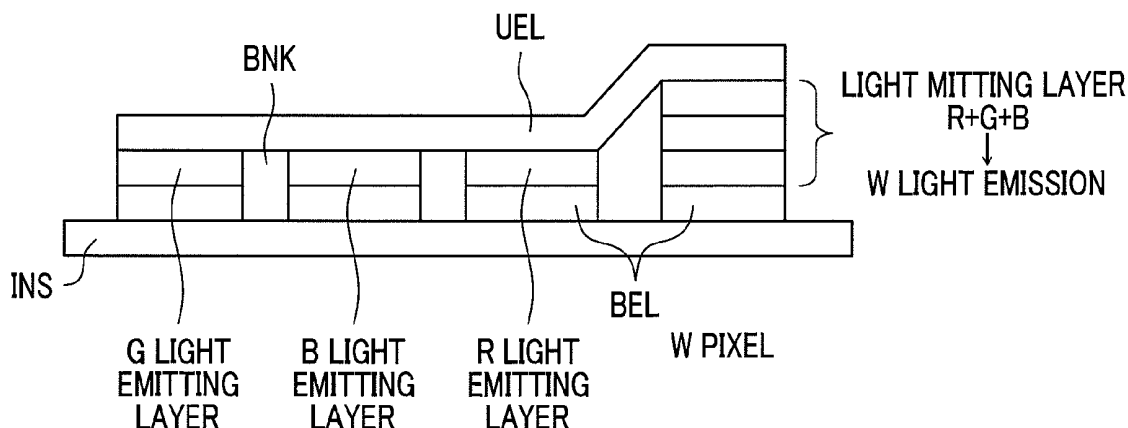 UEL
BNK
LIGHT MITTING LAYER
R+G+B
W LIGHT EMISSION
INS
BEL
W PIXEL
G LIGHT
EMITTING
LAYER
B LIGHT
EMITTING
LAYER
R LIGHT
EMITTING
LAYER